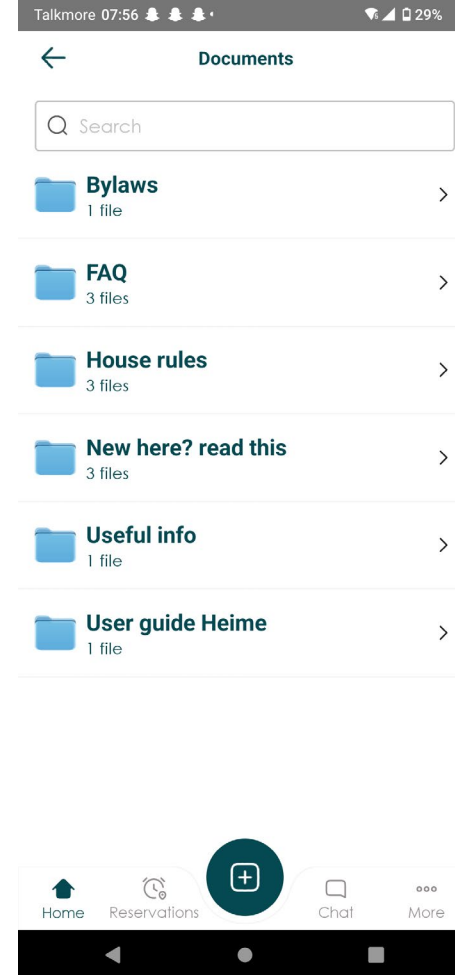 Talkmore 07:56 29%
Documents
Search
Bylaws
1 file
FAQ
3 files
House rules
3 files
New here? read this
3 files
Useful info
1 file
User guide Heime
1 file
Home Reservations Chat More